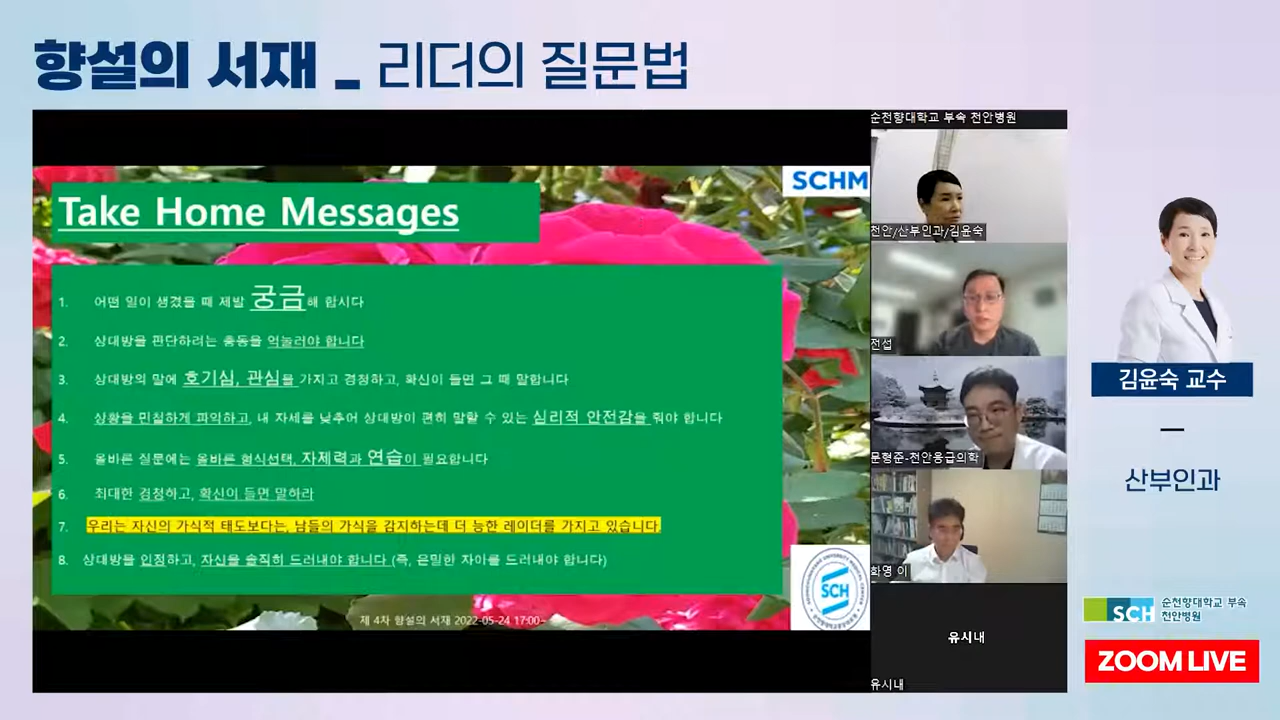 향설의 서재 _ 리더의 질문법
순천향대학교 부속 천안병원
SCHM
Take Home Messages
천안/산부인과/김윤숙
1. 어떤 일이 생겼을 때 제발 궁금해 합시다
2. 상대방을 판단하려는 충동을 억눌러야 합니다
전섭
3. 상대방의 말에 호기심, 관심을 가지고 경청하고, 확신이 들면 그 때 말합니다
김윤숙 교수
4. 상황을 민첩하게 파악하고, 내 자세를 낮추어 상대방이 편히 말할 수 있는 심리적 안전감을 줘야 합니다
5. 올바른 질문에는 올바른 형식선택, 자제력과 연습이 필요합니다
문형준-천안응급의학
산부인과
6. 최대한 경청하고, 확신이 들면 말하라
7. 우리는 자신의 가식적 태도보다는, 남들의 가식을 감지하는데 더 능한 레이더를 가지고 있습니다.
8. 상대방을 인정하고, 자신을 솔직히 드러내야 합니다 (즉, 은밀한 자아를 드러내야 합니다)
화영 이
SCH
제 4차 향설의 서재 2022-05-24 17:00~
SCH 순천향대학교 부속
천안병원
유시내
유시내
ZOOM LIVE